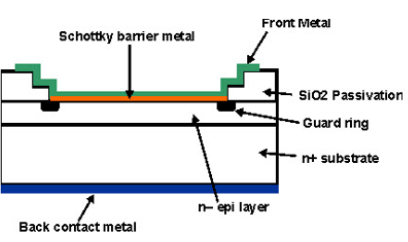 Front Metal
Schottky barrier metal
SiO2 Passivation
Guard ring
n+ substrate
n– epi layer
Back contact metal